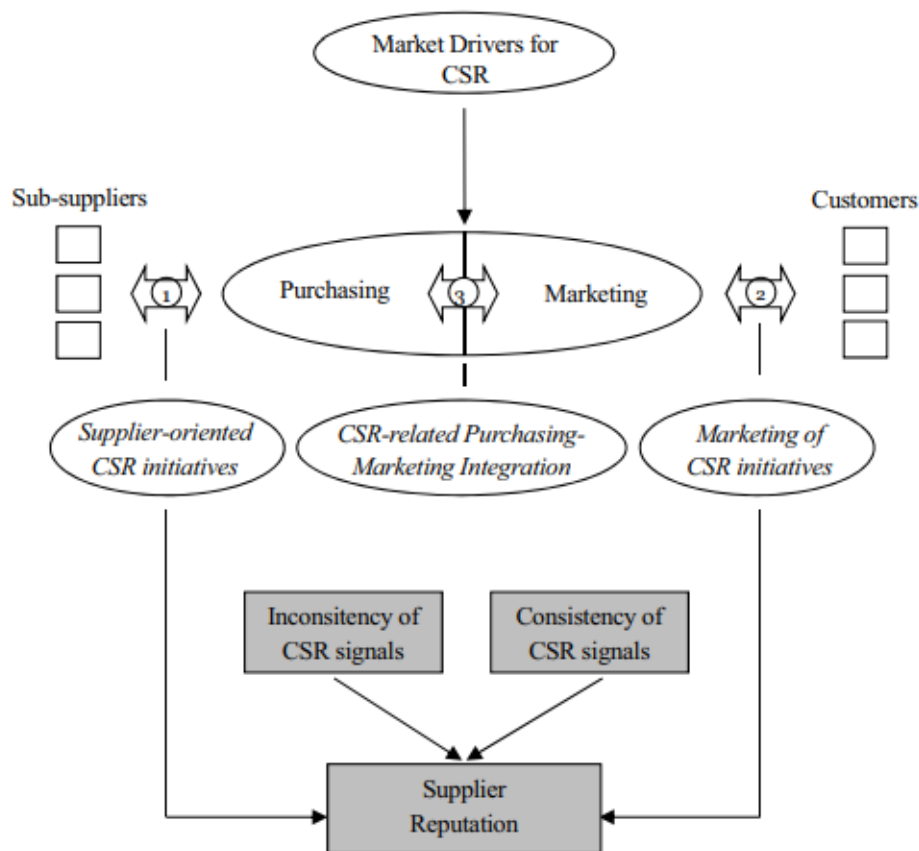 Market Drivers for
CSR
Sub-suppliers
Customers
1
Purchasing
3
Marketing
2
Supplier-oriented
CSR initiatives
CSR-related Purchasing-
Marketing Integration
Marketing of
CSR initiatives
Inconsitency of
CSR signals
Consistency of
CSR signals
Supplier
Reputation